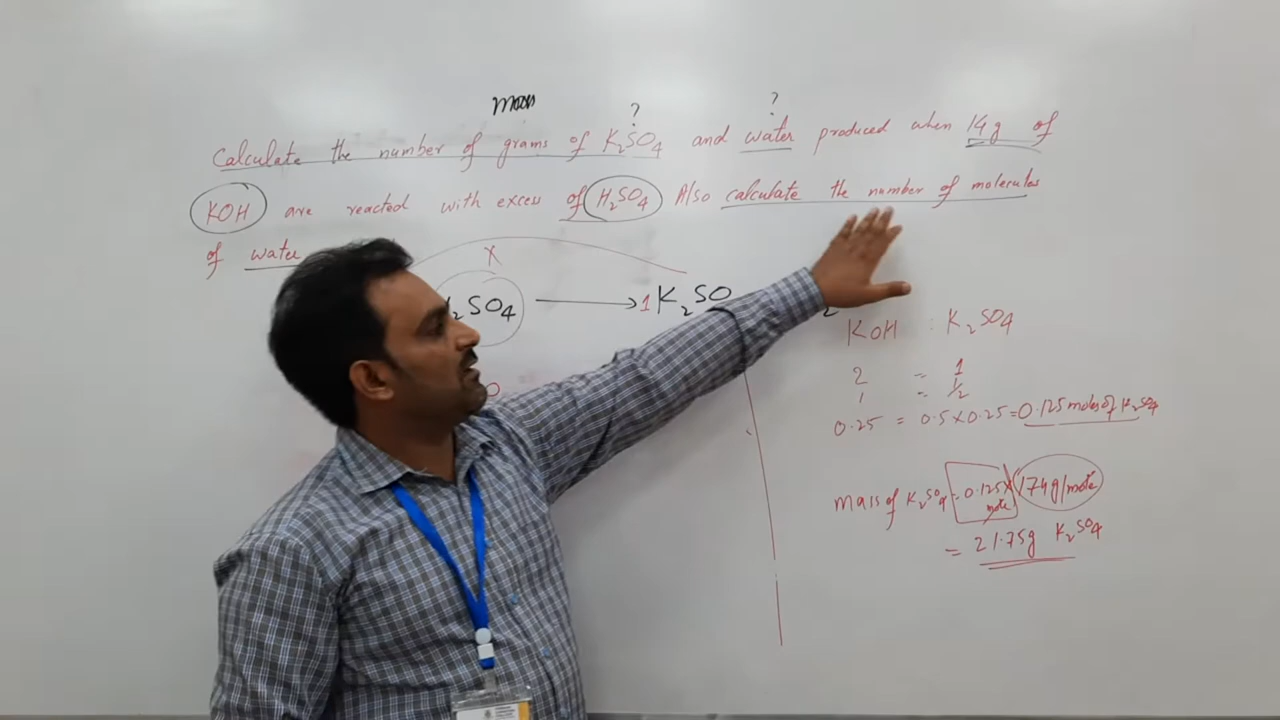 mass
? ?
Calculate the number of grams of K₂SO₄ and water produced when 14g of
KOH are reacted with excess of H₂SO₄ Also calculate the number of molecules
of water
X
₂SO₄ → 1 K₂SO
2
KOH : K₂SO₄
2 = 1
1 = 1/2
0.25 = 0.5 x 0.25 = 0.125 moles of K₂SO₄
Mass of K₂SO₄ = 0.125 mole x 174g/mole
= 21.75g K₂SO₄